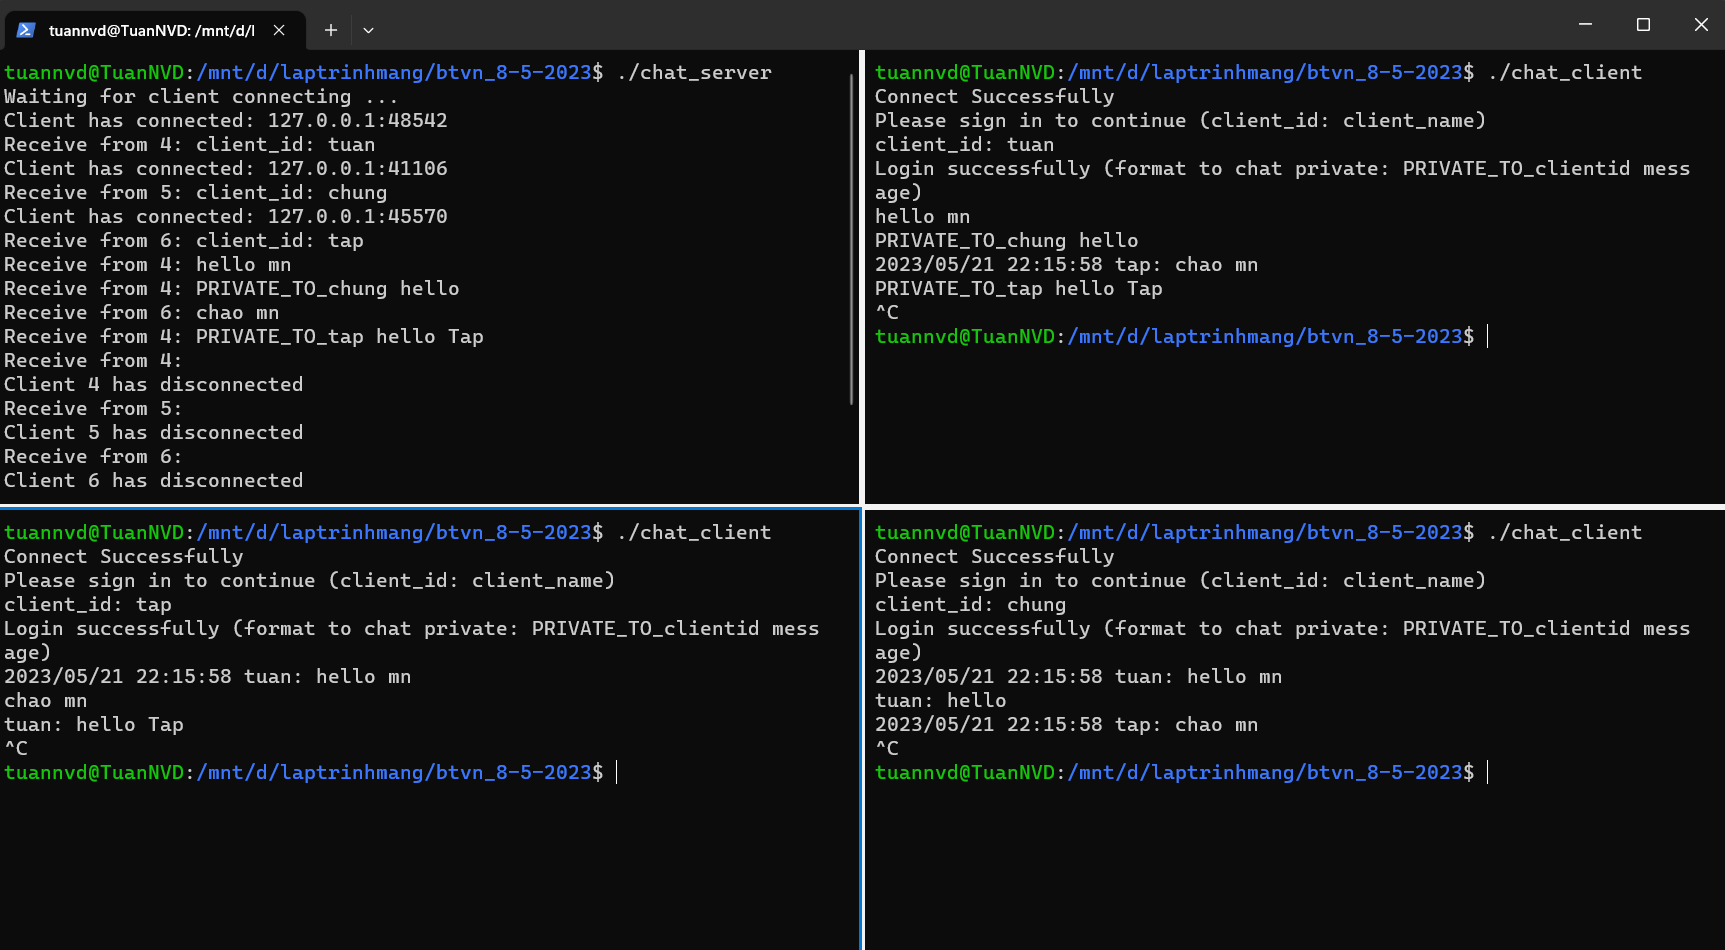 tuannvd@TuanNVD: /mnt/d/l
tuannvd@TuanNVD:/mnt/d/laptrinhmang/btvn_8-5-2023$ ./chat_server
Waiting for client connecting ...
Client has connected: 127.0.0.1:48542
Receive from 4: client_id: tuan
Client has connected: 127.0.0.1:41106
Receive from 5: client_id: chung
Client has connected: 127.0.0.1:45570
Receive from 6: client_id: tap
Receive from 4: hello mn
Receive from 4: PRIVATE_TO_chung hello
Receive from 6: chao mn
Receive from 4: PRIVATE_TO_tap hello Tap
Receive from 4:
Client 4 has disconnected
Receive from 5:
Client 5 has disconnected
Receive from 6:
Client 6 has disconnected
tuannvd@TuanNVD:/mnt/d/laptrinhmang/btvn_8-5-2023$ ./chat_client
Connect Successfully
Please sign in to continue (client_id: client_name)
client_id: tuan
Login successfully (format to chat private: PRIVATE_TO_clientid mess
age)
hello mn
PRIVATE_TO_chung hello
2023/05/21 22:15:58 tap: chao mn
PRIVATE_TO_tap hello Tap
^C
tuannvd@TuanNVD:/mnt/d/laptrinhmang/btvn_8-5-2023$
tuannvd@TuanNVD:/mnt/d/laptrinhmang/btvn_8-5-2023$ ./chat_client
Connect Successfully
Please sign in to continue (client_id: client_name)
client_id: tap
Login successfully (format to chat private: PRIVATE_TO_clientid mess
age)
2023/05/21 22:15:58 tuan: hello mn
chao mn
tuan: hello Tap
^C
tuannvd@TuanNVD:/mnt/d/laptrinhmang/btvn_8-5-2023$
tuannvd@TuanNVD:/mnt/d/laptrinhmang/btvn_8-5-2023$ ./chat_client
Connect Successfully
Please sign in to continue (client_id: client_name)
client_id: chung
Login successfully (format to chat private: PRIVATE_TO_clientid mess
age)
2023/05/21 22:15:58 tuan: hello mn
tuan: hello
2023/05/21 22:15:58 tap: chao mn
^C
tuannvd@TuanNVD:/mnt/d/laptrinhmang/btvn_8-5-2023$